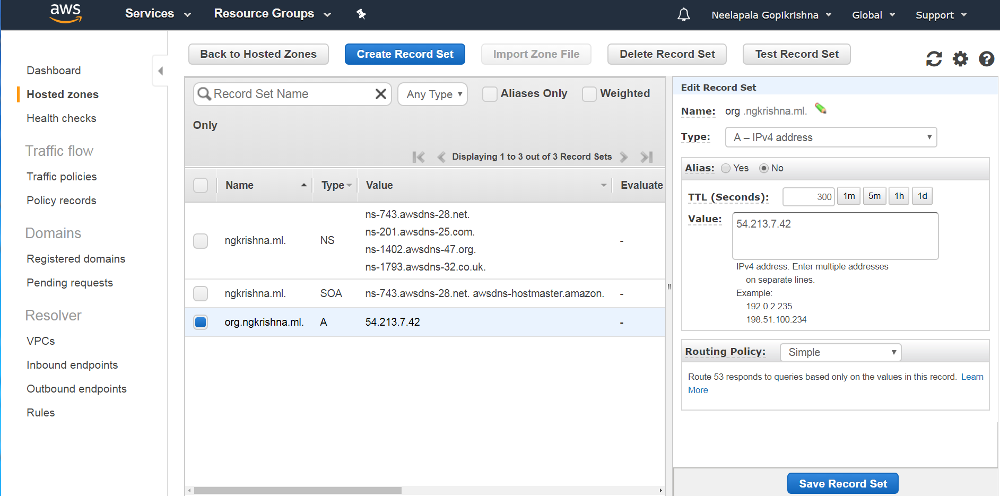 aws Services Resource Groups Neelapala Gopikrishna Global Support
Dashboard
Hosted zones
Health checks
Traffic flow
Traffic policies
Policy records
Domains
Registered domains
Pending requests
Resolver
VPCs
Inbound endpoints
Outbound endpoints
Rules
Back to Hosted Zones Create Record Set Import Zone File Delete Record Set Test Record Set
Record Set Name Any Type Aliases Only Weighted
Only
Displaying 1 to 3 out of 3 Record Sets
Name Type Value Evaluate
ngkrishna.ml. NS
ns-743.awsdns-28.net.
ns-201.awsdns-25.com.
ns-1402.awsdns-47.org.
ns-1793.awsdns-32.co.uk.
-
ngkrishna.ml. SOA ns-743.awsdns-28.net. awsdns-hostmaster.amazon. -
org.ngkrishna.ml. A 54.213.7.42 -
Edit Record Set
Name: org .ngkrishna.ml.
Type: A – IPv4 address
Alias: Yes No
TTL (Seconds): 300 1m 5m 1h 1d
Value: 54.213.7.42
IPv4 address. Enter multiple addresses
on separate lines.
Example:
192.0.2.235
198.51.100.234
Routing Policy: Simple
Route 53 responds to queries based only on the values in this record. Learn
More
Save Record Set